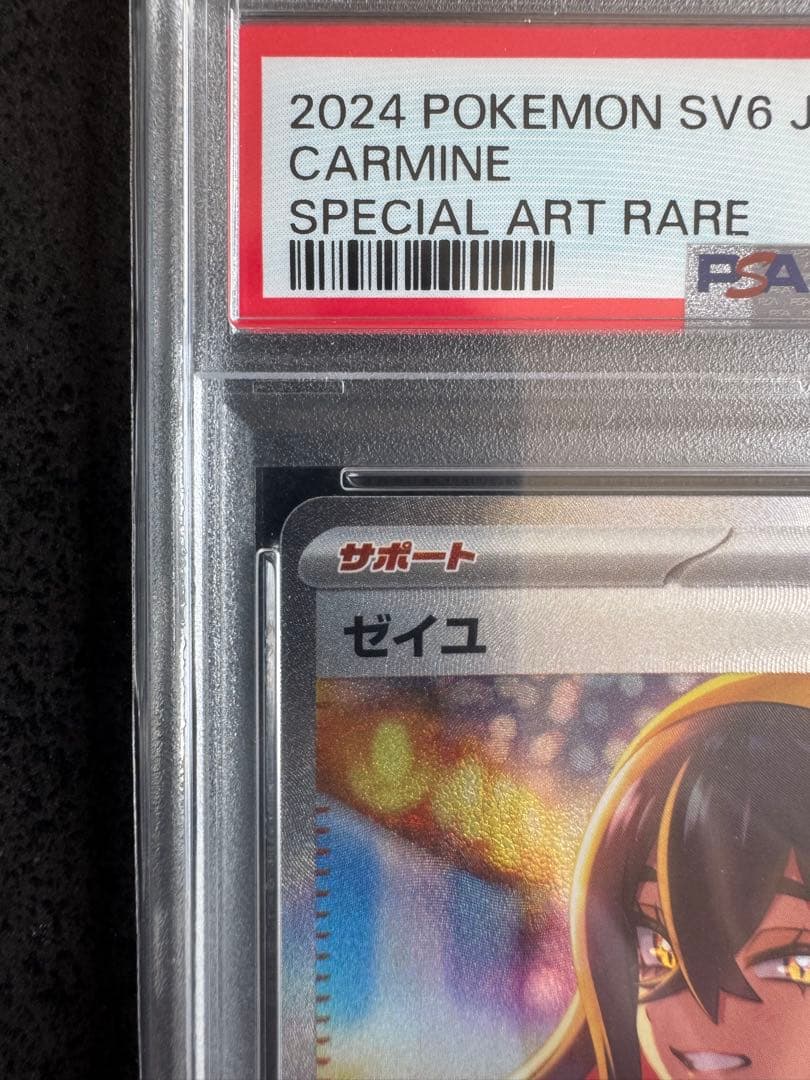 2024 POKEMON SV6 J
CARMINE
SPECIAL ART RARE
PSA
サポート
ゼイユ